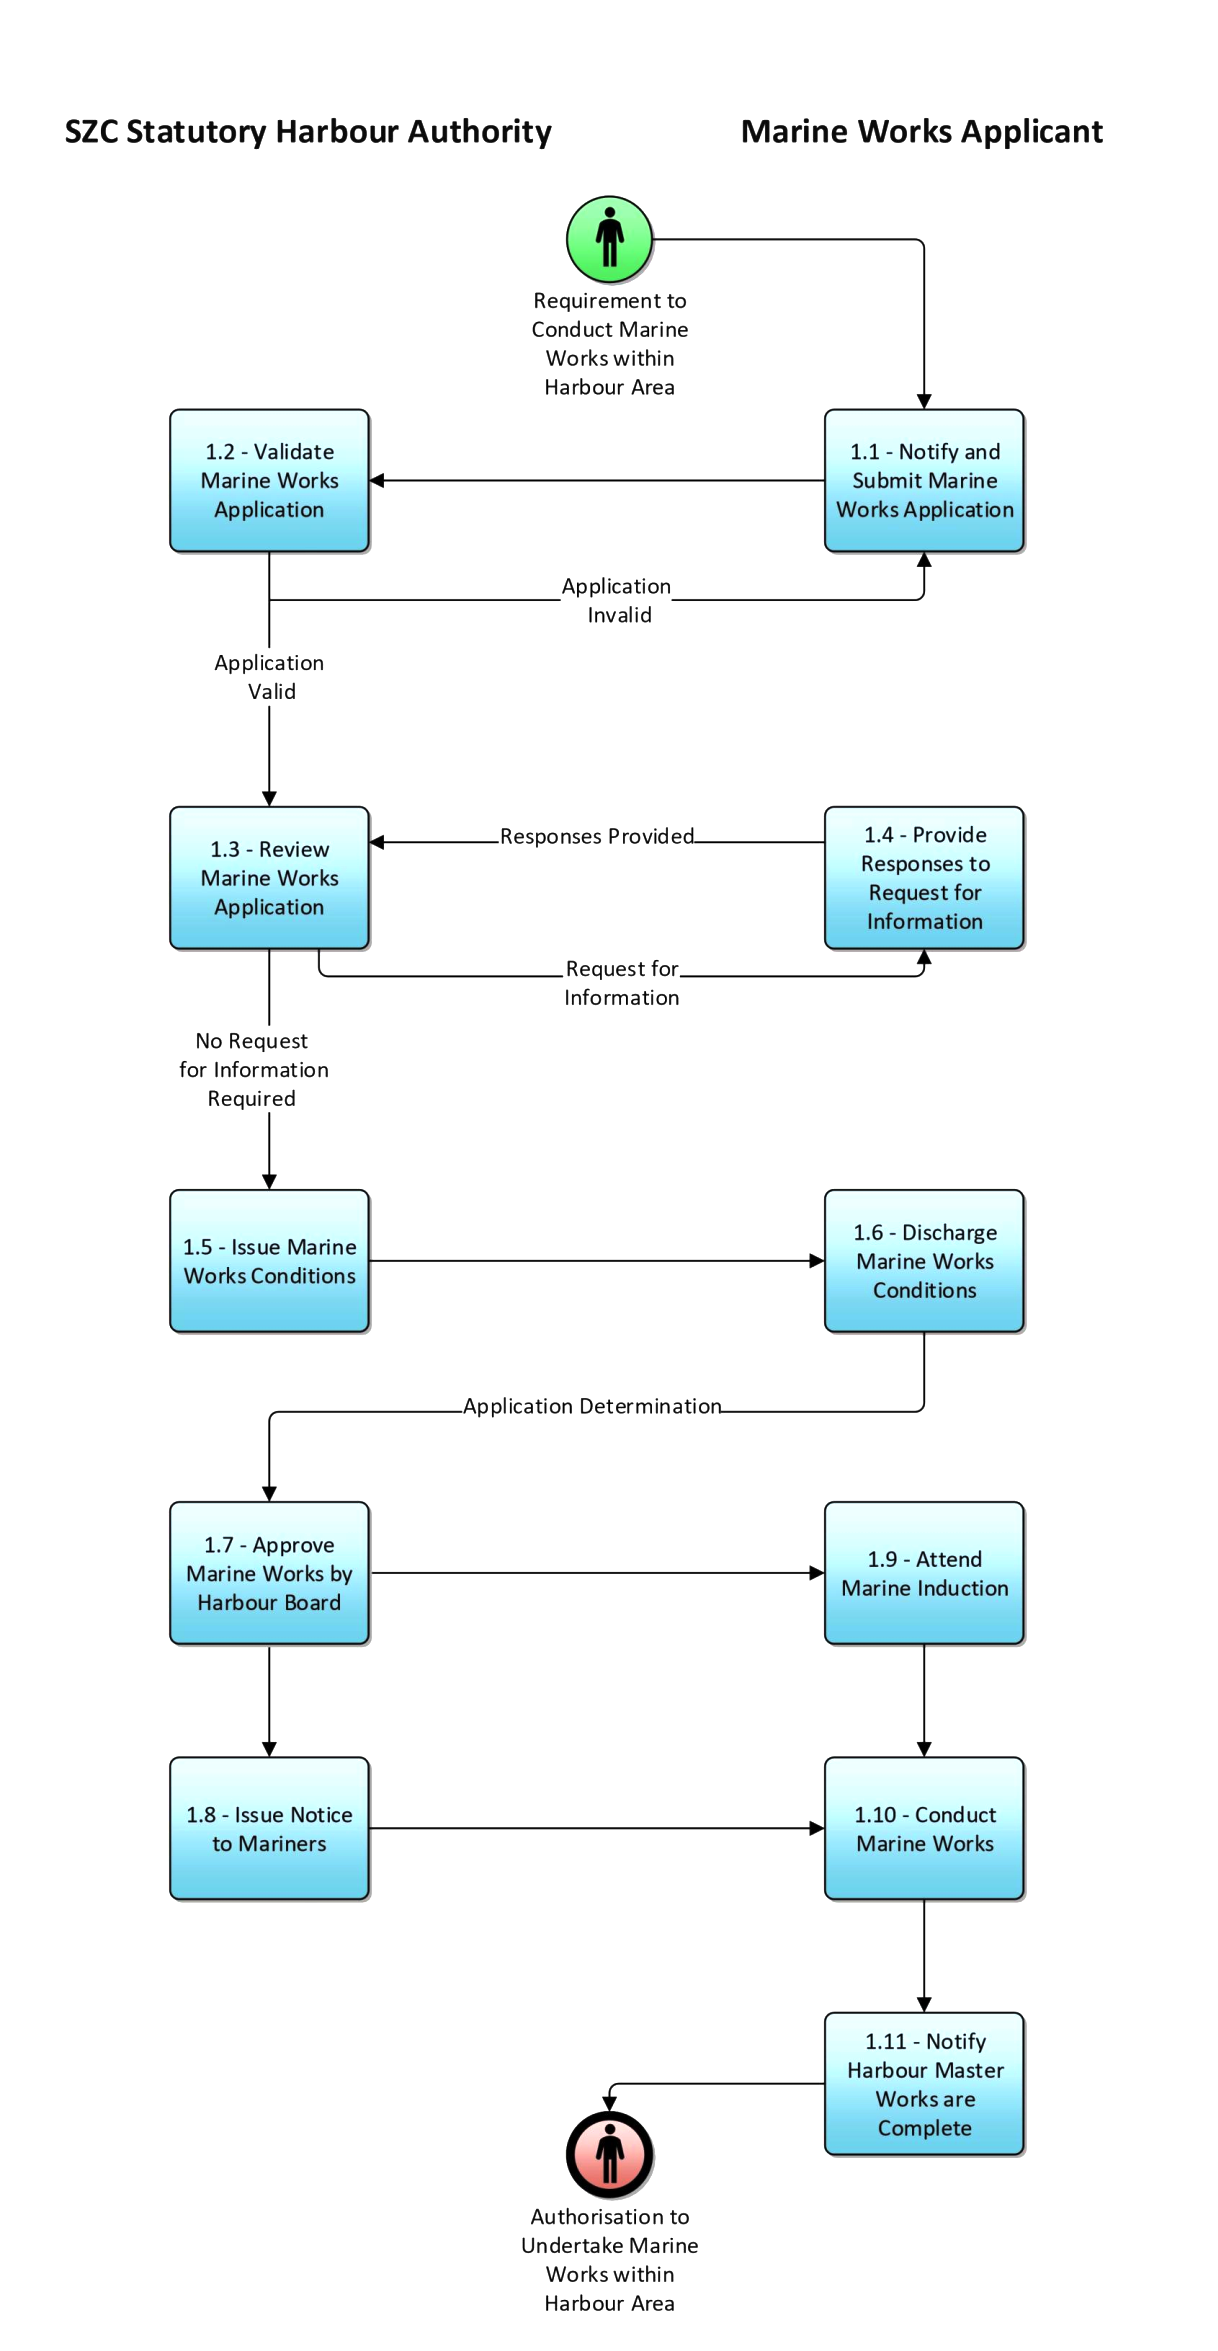 SZC Statutory Harbour Authority
Marine Works Applicant
Requirement to
Conduct Marine
Works within
Harbour Area
1.2 - Validate
Marine Works
Application
1.1 - Notify and
Submit Marine
Works Application
Application
Invalid
Application
Valid
1.3 - Review
Marine Works
Application
Responses Provided
1.4 - Provide
Responses to
Request for
Information
Request for
Information
No Request
for Information
Required
1.5 - Issue Marine
Works Conditions
1.6 - Discharge
Marine Works
Conditions
Application Determination
1.7 - Approve
Marine Works by
Harbour Board
1.9 - Attend
Marine Induction
1.8 - Issue Notice
to Mariners
1.10 - Conduct
Marine Works
1.11 - Notify
Harbour Master
Works are
Complete
Authorisation to
Undertake Marine
Works within
Harbour Area